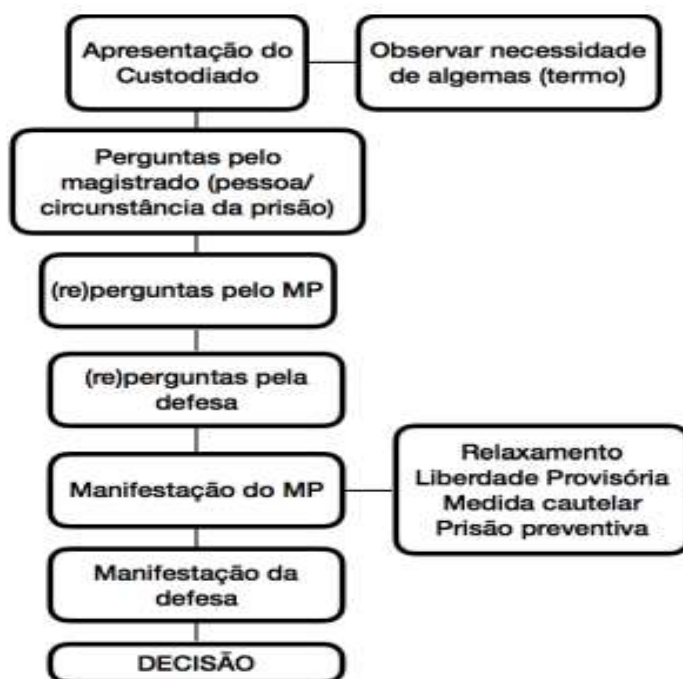 Apresentação do
Custodiado
Observar necessidade
de algemas (termo)
Perguntas pelo
magistrado (pessoa/
circunstância da prisão)
(re)perguntas pelo MP
(re)perguntas pela
defesa
Manifestação do MP
Relaxamento
Liberdade Provisória
Medida cautelar
Prisão preventiva
Manifestação da
defesa
DECISÃO